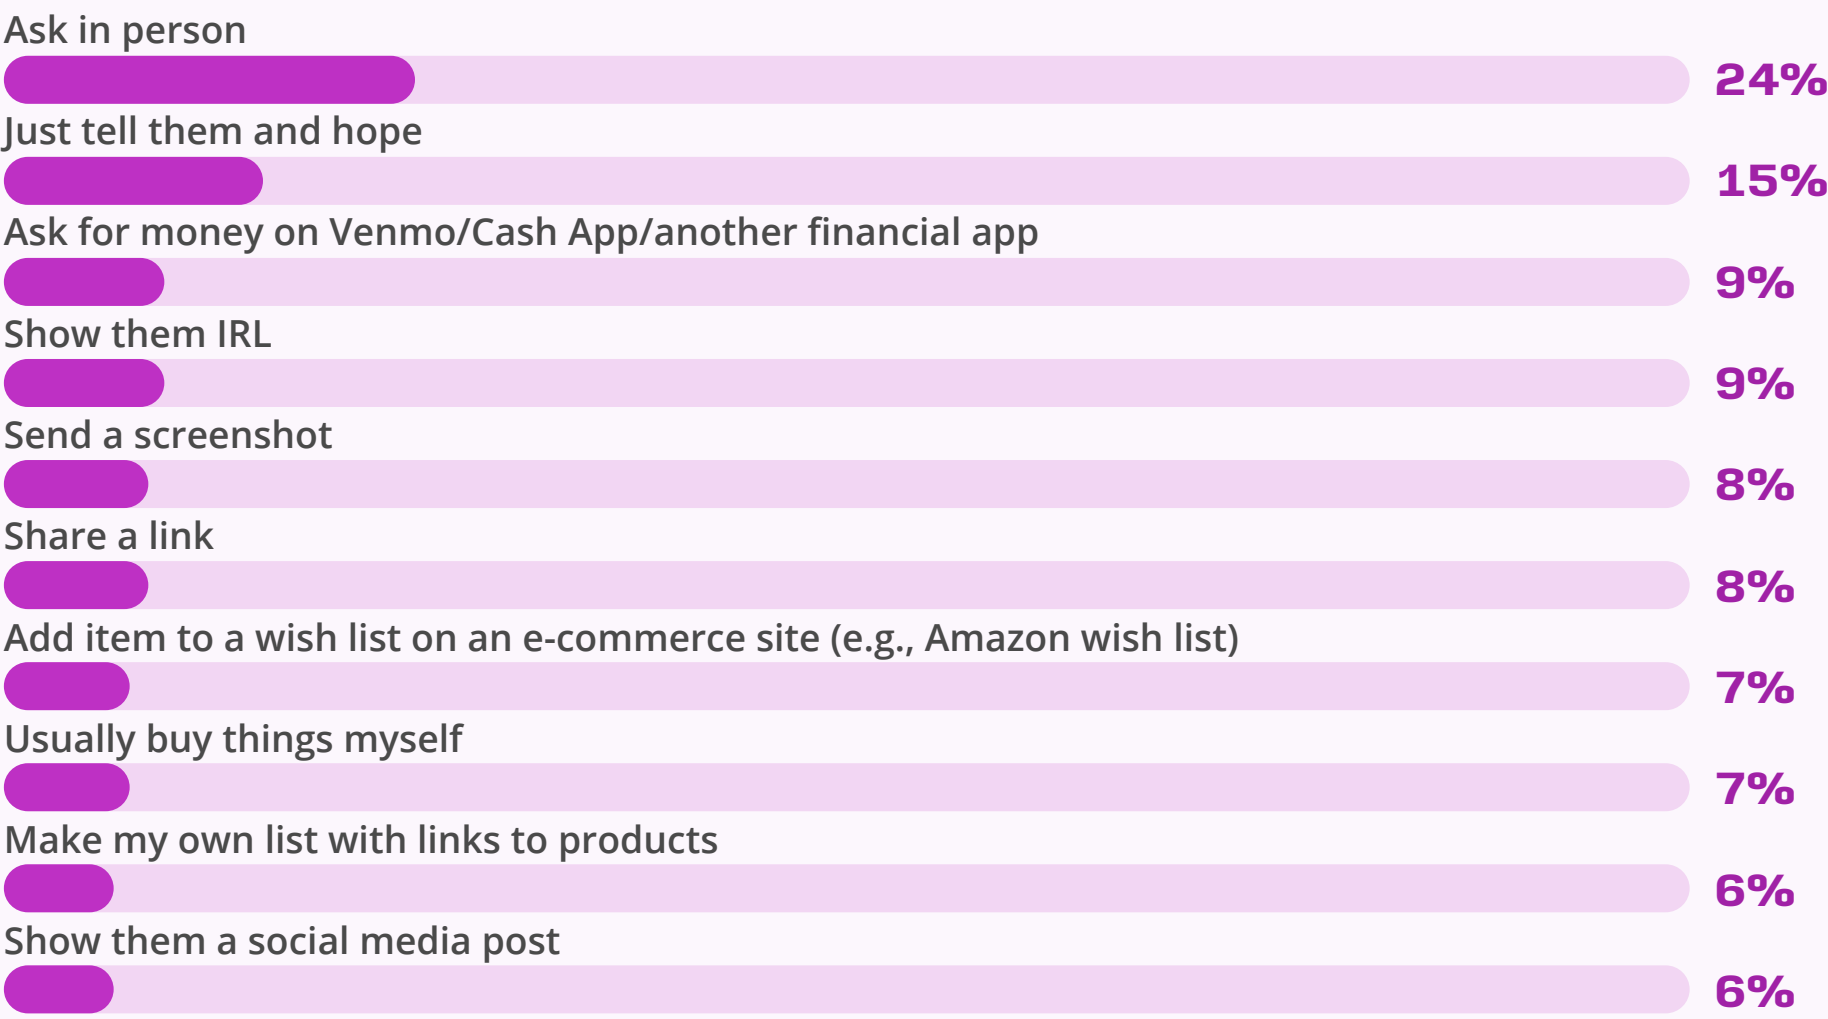 Ask in person
24%
Just tell them and hope
15%
Ask for money on Venmo/Cash App/another financial app
9%
Show them IRL
9%
Send a screenshot
8%
Share a link
8%
Add item to a wish list on an e-commerce site (e.g., Amazon wish list)
7%
Usually buy things myself
7%
Make my own list with links to products
6%
Show them a social media post
6%